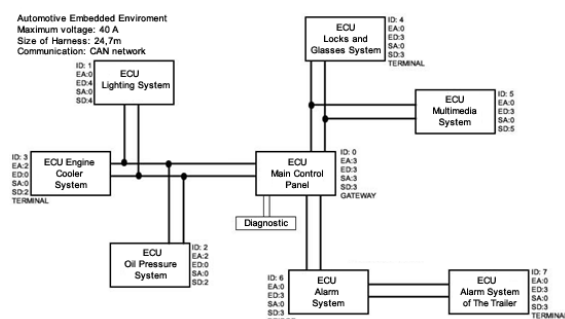 Automotive Embedded Enviroment
Maximum voltage: 40 A
Size of Harness: 24,7m
Communication: CAN network
ID: 4
EA:0
ED:3
SA:0
SD:3
TERMINAL
ECU
Locks and
Glasses System
ID: 1
EA:0
ED:4
SA:0
SD:4
ECU
Lighting System
ECU
Multimedia
System
ID: 5
EA:0
ED:3
SA:0
SD:5
ID: 3
EA:2
ED:0
SA:0
SD:2
TERMINAL
ECU Engine
Cooler
System
ECU
Main Control
Panel
ID: 0
EA:3
ED:3
SA:3
SD:3
GATEWAY
Diagnostic
ECU
Oil Pressure
System
ID: 2
EA:2
ED:0
SA:0
SD:2
ID: 6
EA:0
ED:3
SA:0
SD:3
ECU
Alarm
System
ECU
Alarm System
of The Trailer
ID: 7
EA:0
ED:3
SA:0
SD:3
TERMINAL